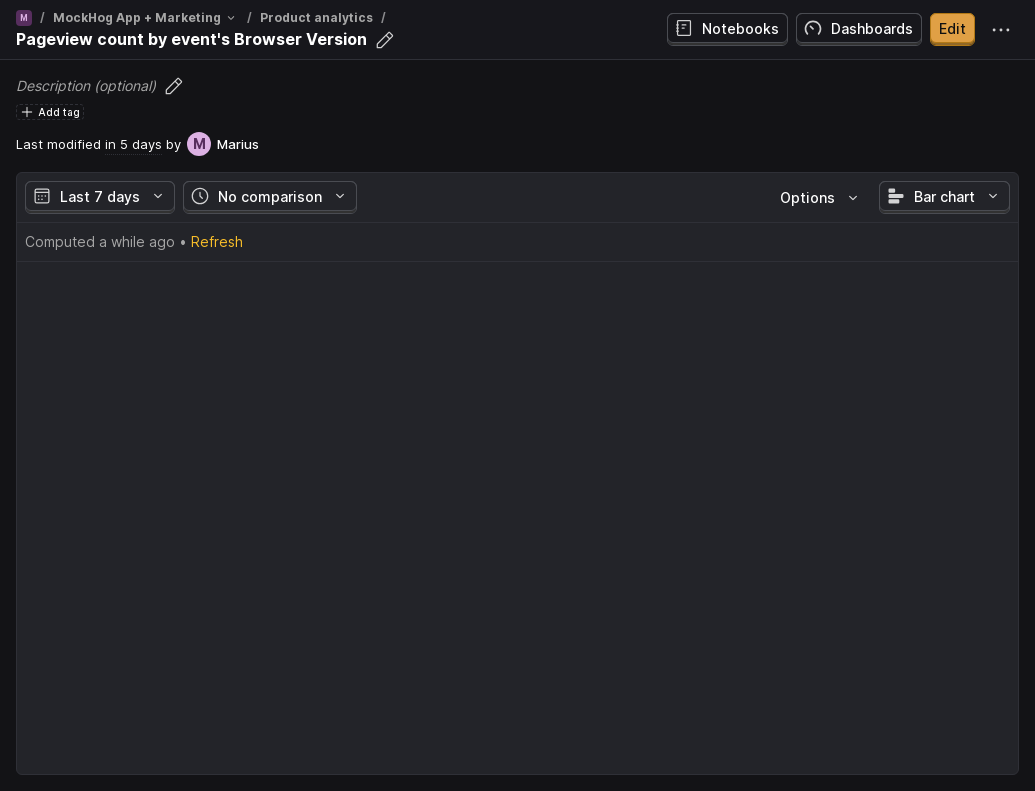 M / MockHog App + Marketing / Product analytics /
Pageview count by event's Browser Version
Notebooks Dashboards Edit
Description (optional)
Add tag
Last modified in 5 days by M Marius
Last 7 days No comparison Options Bar chart
Computed a while ago • Refresh